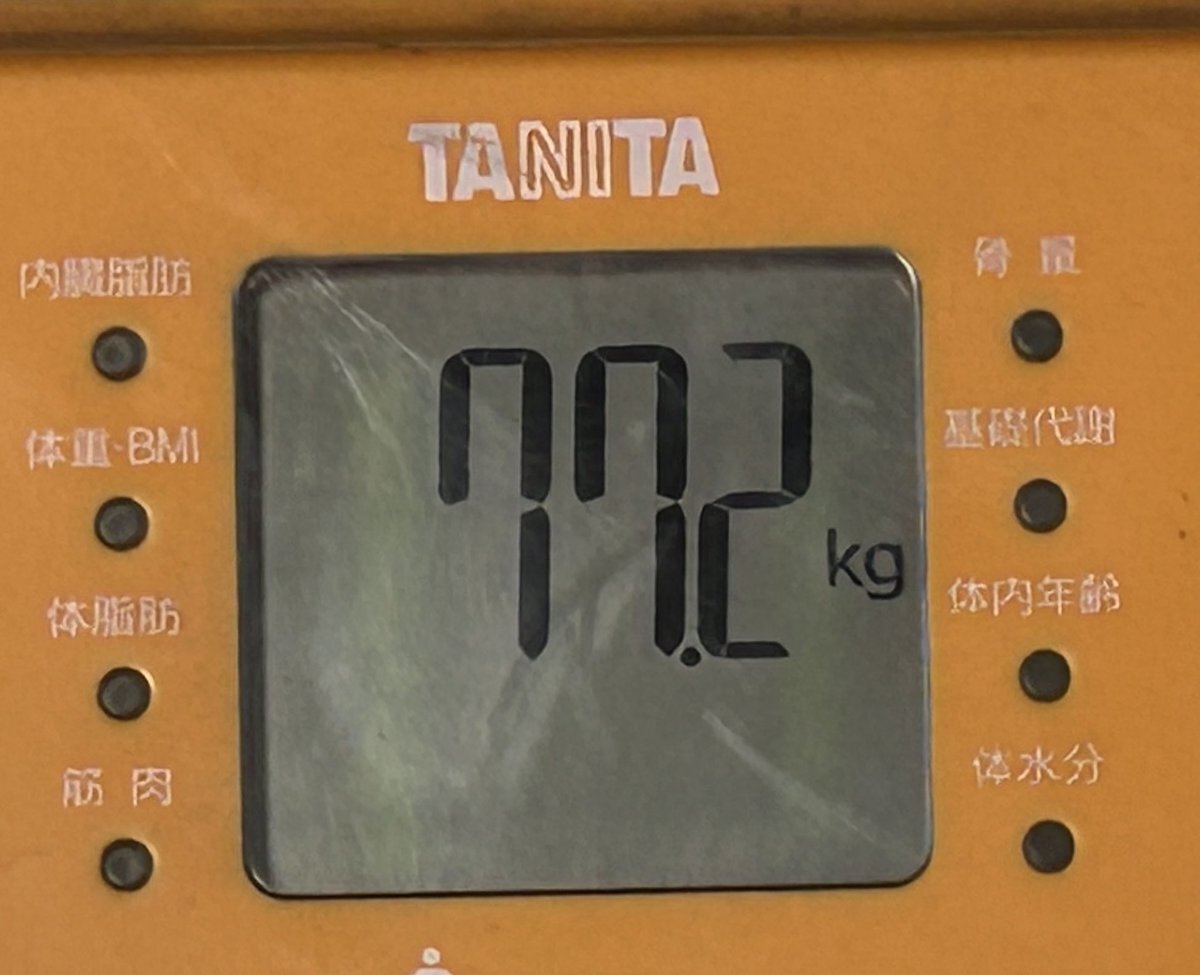 TANITA
内臓脂肪
体重·BMI
体脂肪
筋肉
77.2
kg
骨量
基礎代謝
体内年齢
体水分